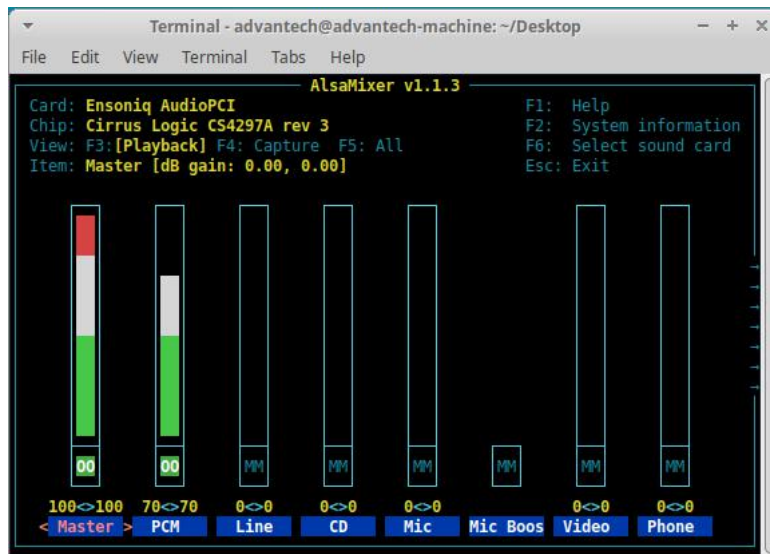 Terminal - advantech@advantech-machine: ~/Desktop
File Edit View Terminal Tabs Help
AlsaMixer v1.1.3
Card: Ensoniq AudioPCI F1: Help
Chip: Cirrus Logic CS4297A rev 3 F2: System information
View: F3:[Playback] F4: Capture F5: All F6: Select sound card
Item: Master [dB gain: 0.00, 0.00] Esc: Exit
OO OO MM MM MM MM MM MM
100<>100 70<>70 0<>0 0<>0 0<>0 0<>0 0<>0
< Master > PCM Line CD Mic Mic Boos Video Phone